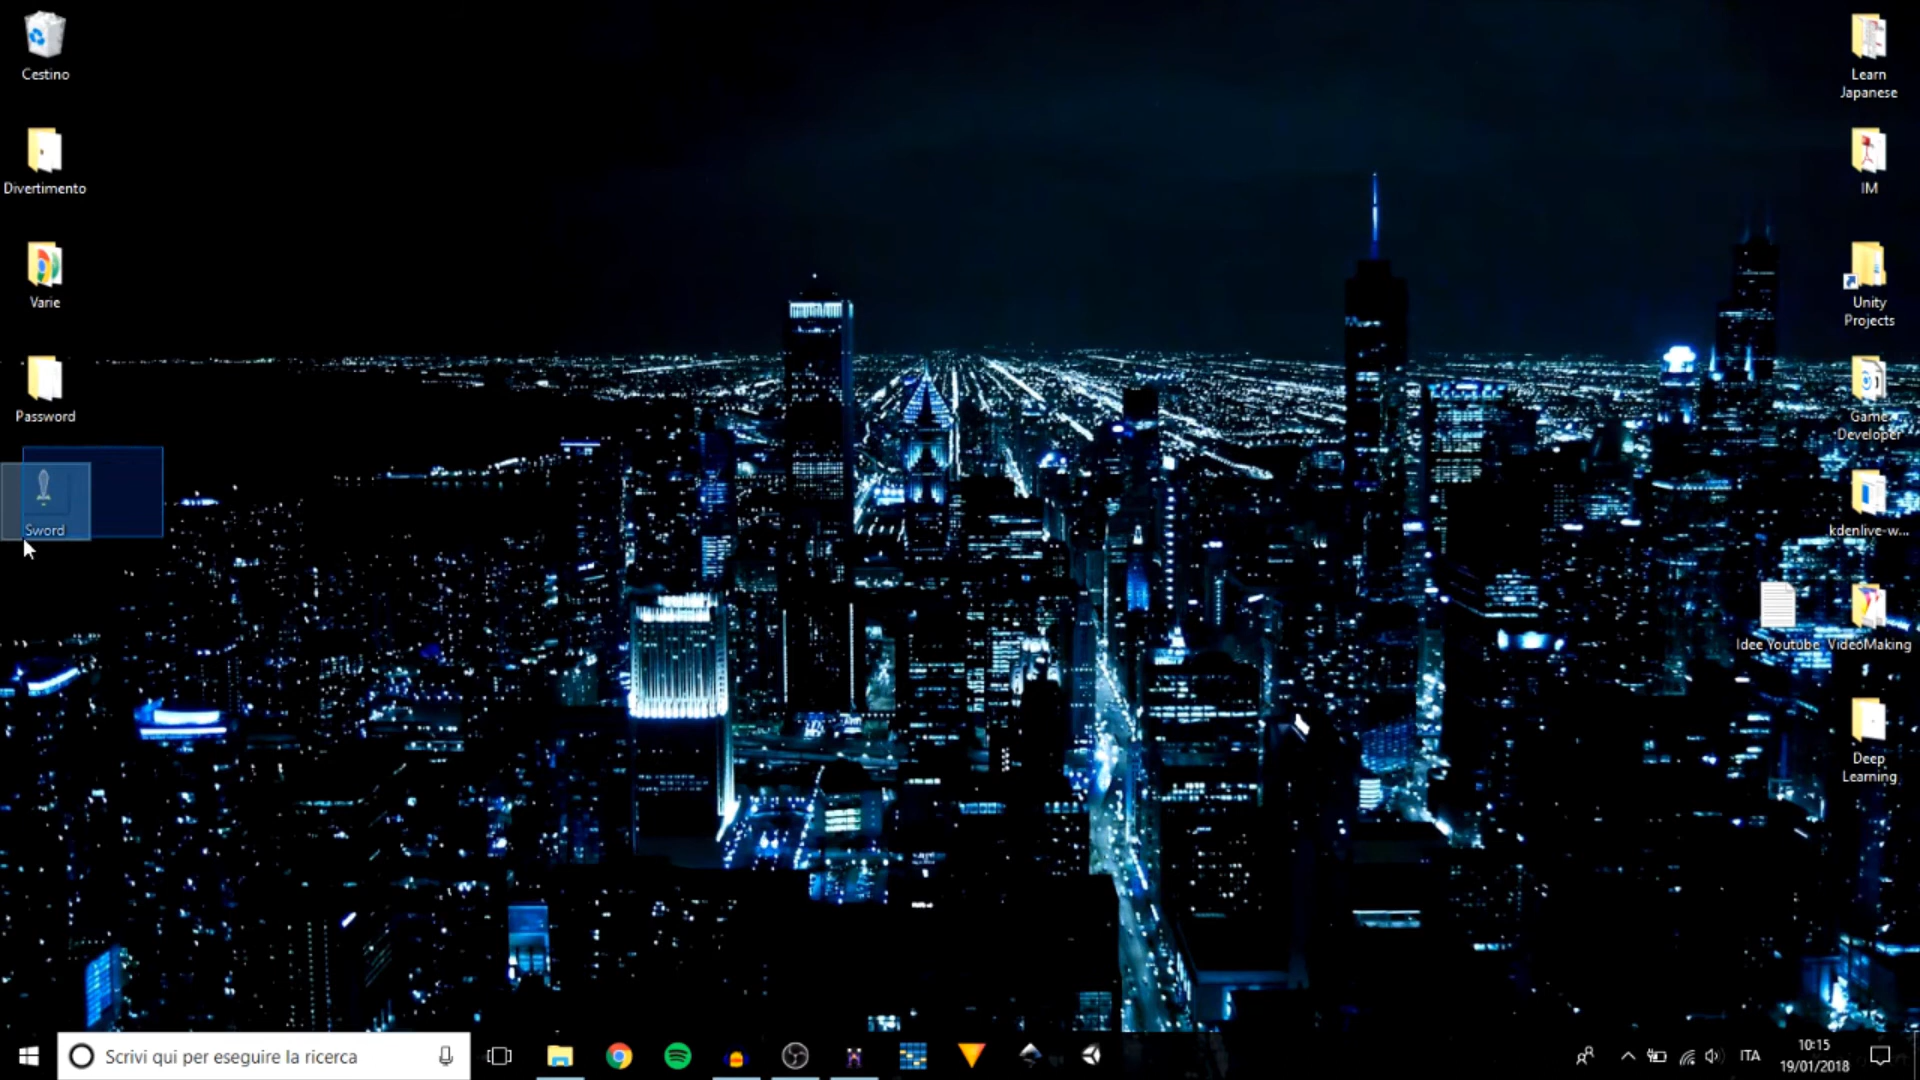 Cestino
Divertimento
Varie
Password
Sword
Learn
Japanese
IM
Unity
Projects
Game
Developer
kdenlive-w...
Idee Youtube
VideoMaking
Deep
Learning
Scrivi qui per eseguire la ricerca
ITA
10:15
19/01/2018